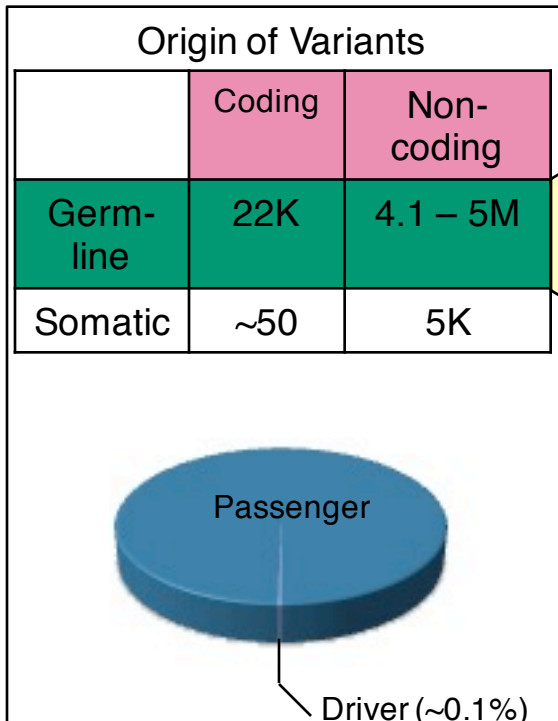 Origin of Variants
Coding
Non-
coding
Germ-
line
22K
4.1 – 5M
Somatic
~50
5K
Passenger
Driver (~0.1%)